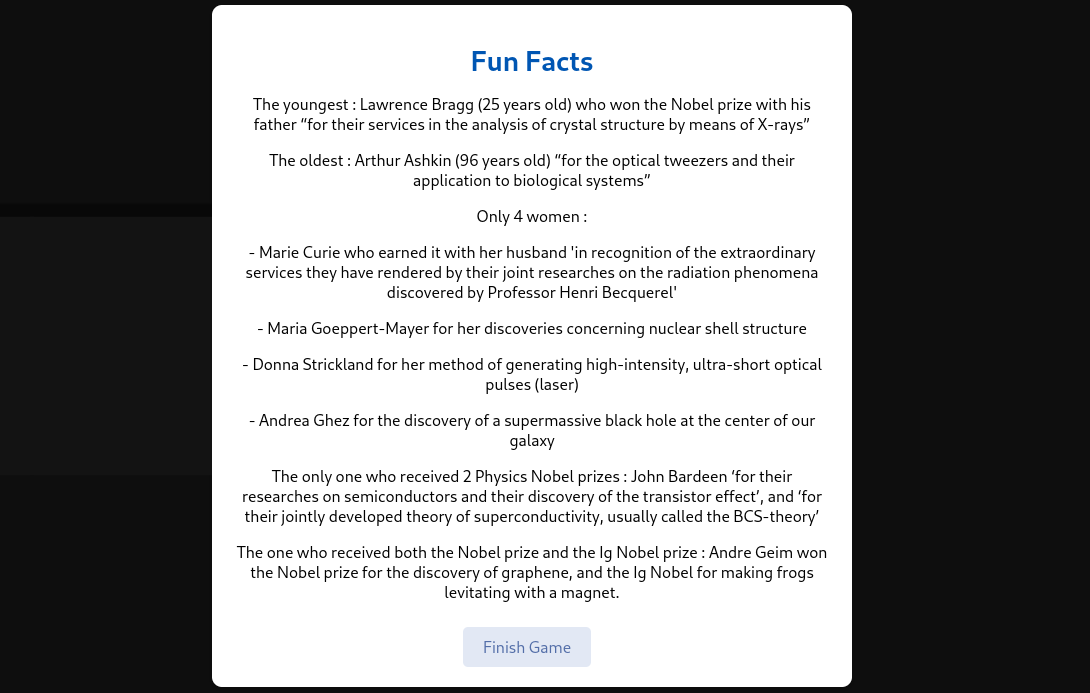 Fun Facts
The youngest : Lawrence Bragg (25 years old) who won the Nobel prize with his
father “for their services in the analysis of crystal structure by means of X-rays”
The oldest : Arthur Ashkin (96 years old) “for the optical tweezers and their
application to biological systems”
Only 4 women :
- Marie Curie who earned it with her husband 'in recognition of the extraordinary
services they have rendered by their joint researches on the radiation phenomena
discovered by Professor Henri Becquerel'
- Maria Goeppert-Mayer for her discoveries concerning nuclear shell structure
- Donna Strickland for her method of generating high-intensity, ultra-short optical
pulses (laser)
- Andrea Ghez for the discovery of a supermassive black hole at the center of our
galaxy
The only one who received 2 Physics Nobel prizes : John Bardeen ‘for their
researches on semiconductors and their discovery of the transistor effect’, and ‘for
their jointly developed theory of superconductivity, usually called the BCS-theory’
The one who received both the Nobel prize and the Ig Nobel prize : Andre Geim won
the Nobel prize for the discovery of graphene, and the Ig Nobel for making frogs
levitating with a magnet.
Finish Game